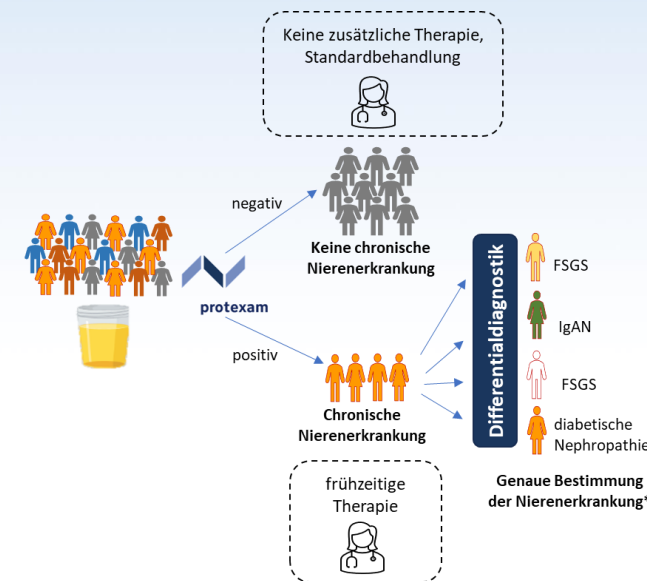 Keine zusätzliche Therapie,
Standardbehandlung
negativ
Keine chronische
Nierenerkrankung
protexam
positiv
Chronische
Nierenerkrankung
frühzeitige
Therapie
Differentialdiagnostik
FSGS
IgAN
FSGS
diabetische
Nephropathie
Genaue Bestimmung
der Nierenerkrankung*